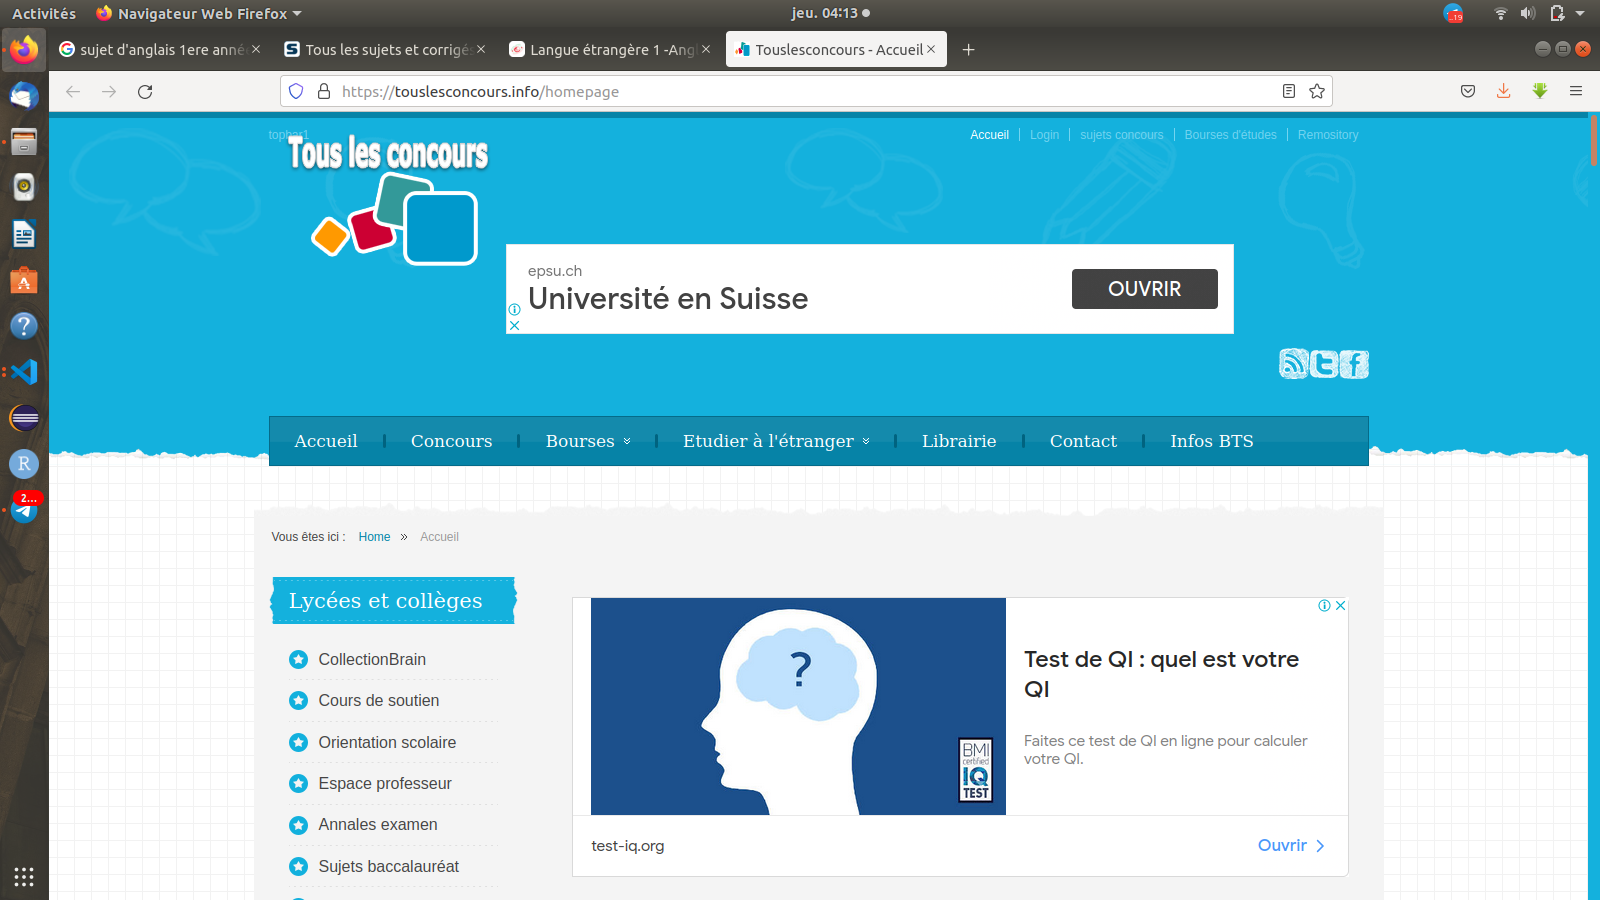 Activités
Navigateur Web Firefox
jeu. 04:13
19
sujet d'anglais 1ere anné
Tous les sujets et corrigés
Langue étrangère 1 -Ang
Touslesconcours - Accueil
https://touslesconcours.info/homepage
topbar1
Accueil
Login
sujets concours
Bourses d'études
Remository
Tous les concours
epsu.ch
Université en Suisse
OUVRIR
Accueil
Concours
Bourses
Etudier à l'étranger
Librairie
Contact
Infos BTS
R
2...
Vous êtes ici :
Home
Accueil
Lycées et collèges
CollectionBrain
Cours de soutien
Orientation scolaire
Espace professeur
Annales examen
Sujets baccalauréat
?
BMI
certified
IQ
TEST
Test de QI : quel est votre
QI
Faites ce test de QI en ligne pour calculer
votre QI.
test-iq.org
Ouvrir